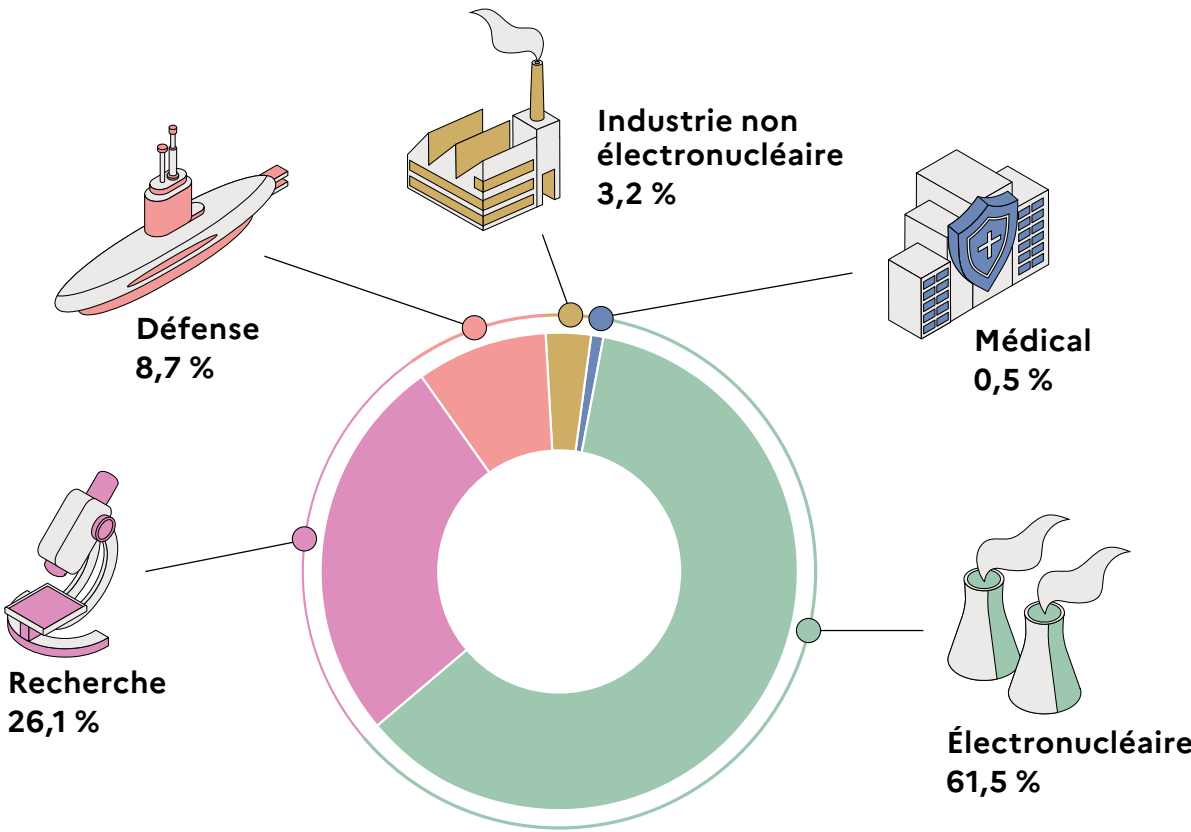 Industrie non
électronucléaire
3,2 %
Défense
8,7 %
Médical
0,5 %
Recherche
26,1 %
Électronucléaire
61,5 %